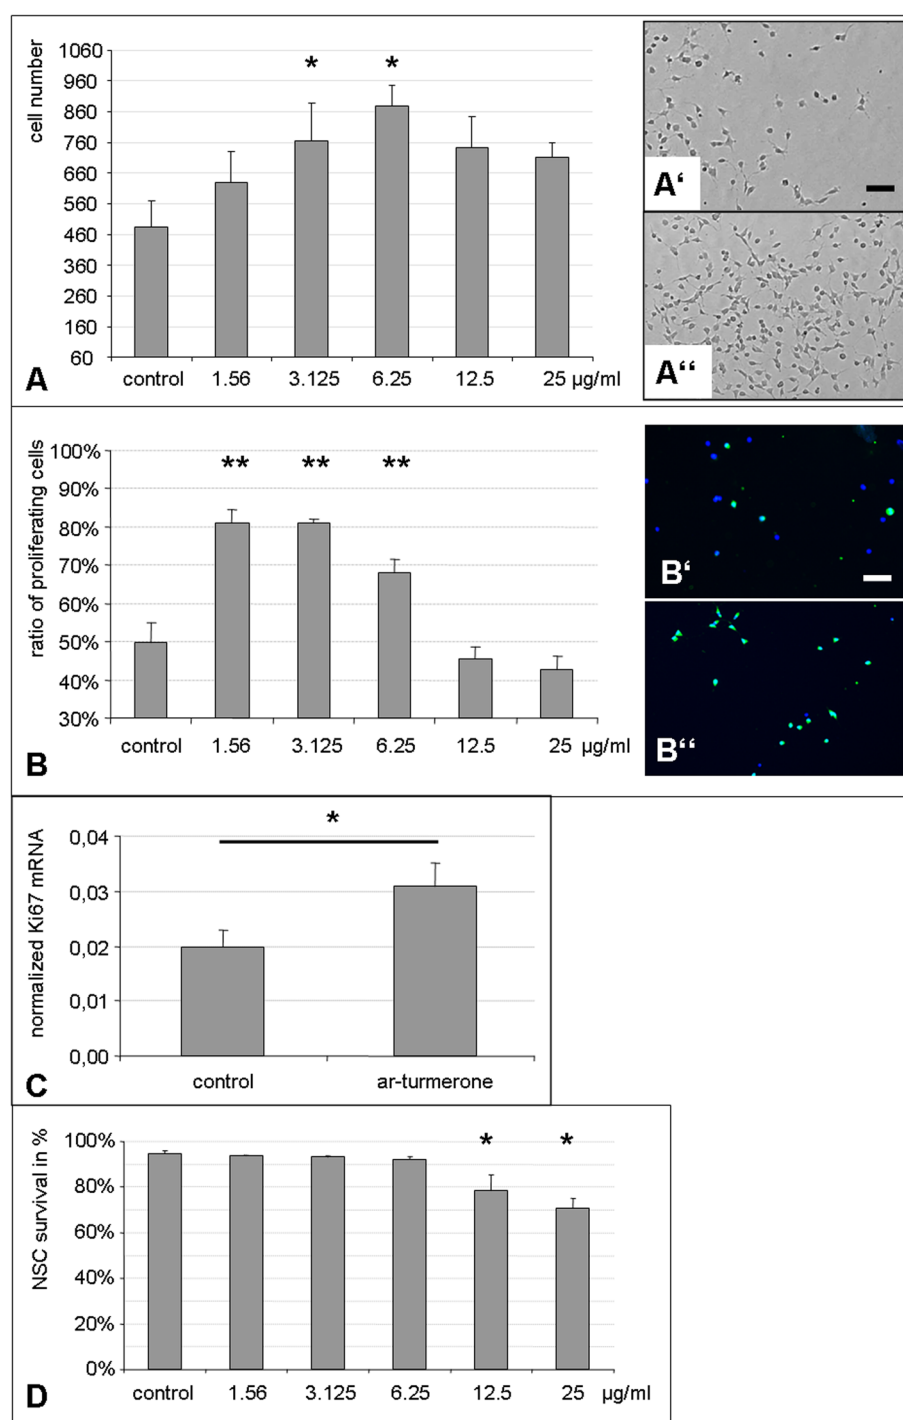 cell number
1060
960
860
760
660
560
460
360
260
160
60
* *
control 1.56 3.125 6.25 12.5 25 µg/ml
A
A‘
A‘‘
ratio of proliferating cells
100%
90%
80%
70%
60%
50%
40%
30%
** ** **
control 1.56 3.125 6.25 12.5 25 µg/ml
B
B‘
B‘‘
normalized Ki67 mRNA
0,04
0,03
0,02
0,01
0,00
*
control ar-turmerone
C
NSC survival in %
100%
80%
60%
40%
20%
0%
* *
control 1.56 3.125 6.25 12.5 25 µg/ml
D